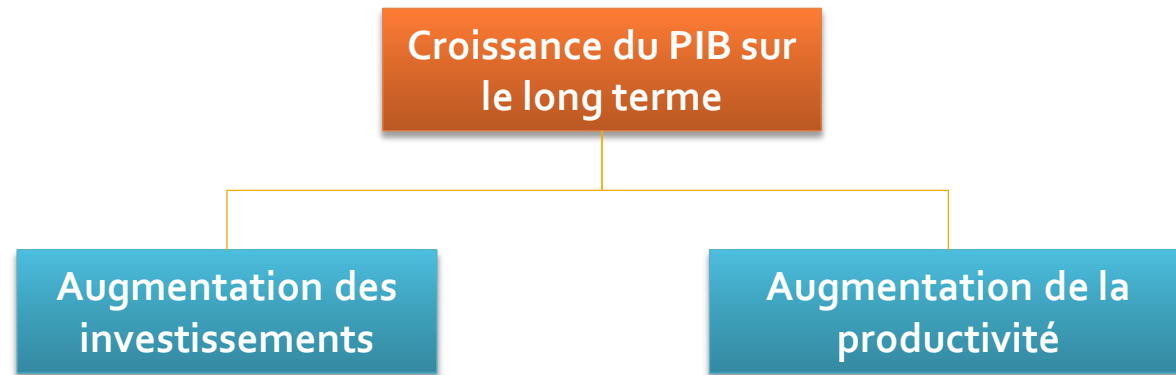 Croissance du PIB sur
le long terme
Augmentation des
investissements
Augmentation de la
productivité